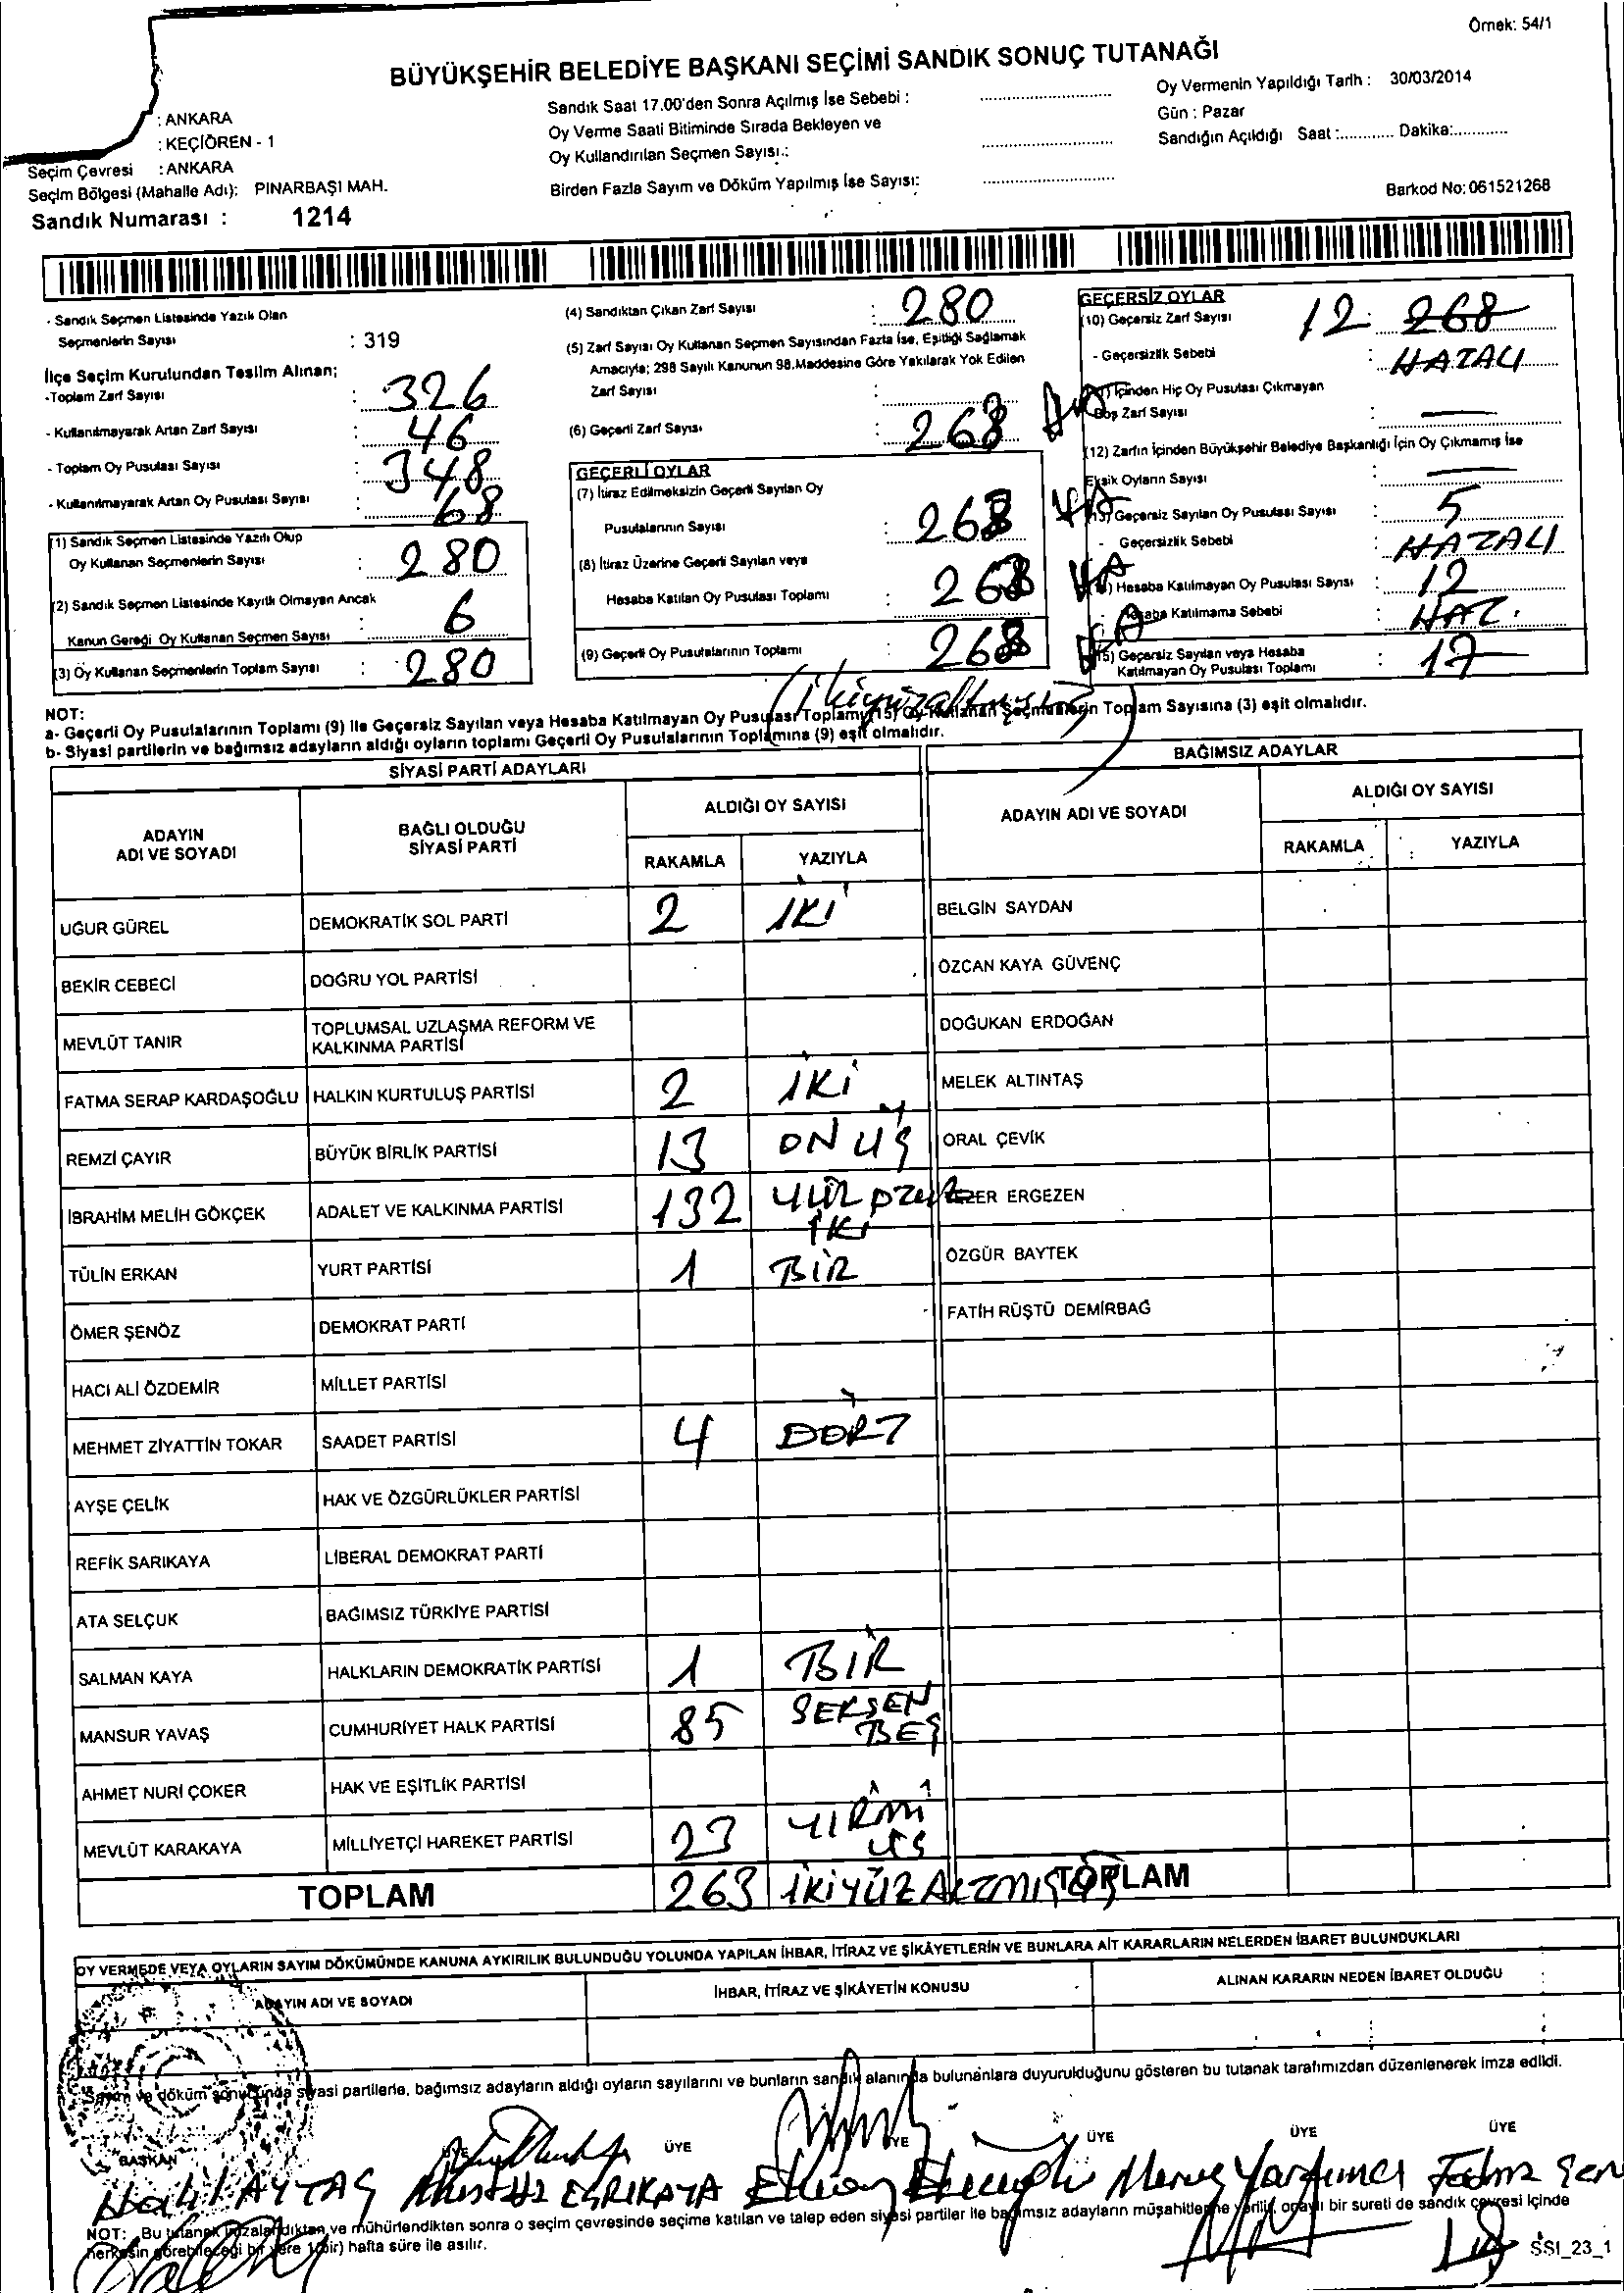 Örnek: 54/1
BÜYÜKŞEHİR BELEDİYE BAŞKANI SEÇİMİ SANDIK SONUÇ TUTANAĞI
: ANKARA
: KEÇİÖREN - 1
Seçim Çevresi : ANKARA
Seçim Bölgesi (Mahalle Adı): PINARBAŞI MAH.
Sandık Numarası : 1214
Sandık Saat 17.00'den Sonra Açılmış İse Sebebi :
Oy Verme Saati Bitiminde Sırada Bekleyen ve
Oy Kullandırılan Seçmen Sayısı.:
Birden Fazla Sayım ve Döküm Yapılmış İse Sayısı:
Oy Vermenin Yapıldığı Tarih : 30/03/2014
Gün : Pazar
Sandığın Açıldığı Saat :............ Dakika:............
Barkod No: 061521268
- Sandık Seçmen Listesinde Yazılı Olan
Seçmenlerin Sayısı : 319
İlçe Seçim Kurulundan Teslim Alınan;
-Toplam Zarf Sayısı : 326
- Kullanılmayarak Artan Zarf Sayısı : 46
- Toplam Oy Pusulası Sayısı : 348
- Kullanılmayarak Artan Oy Pusulası Sayısı : 68
(1) Sandık Seçmen Listesinde Yazılı Olup
Oy Kullanan Seçmenlerin Sayısı : 280
(2) Sandık Seçmen Listesinde Kayıtlı Olmayan Ancak
Kanun Gereği Oy Kullanan Seçmen Sayısı : 6
(3) Oy Kullanan Seçmenlerin Toplam Sayısı : 280
(4) Sandıktan Çıkan Zarf Sayısı : 280
(5) Zarf Sayısı Oy Kullanan Seçmen Sayısından Fazla İse, Eşitliği Sağlamak
Amacıyla; 298 Sayılı Kanunun 98.Maddesine Göre Yakılarak Yok Edilen
Zarf Sayısı :
(6) Geçerli Zarf Sayısı : 268
GEÇERLİ OYLAR
(7) İtiraz Edilmeksizin Geçerli Sayılan Oy
Pusulalarının Sayısı : 263
(8) İtiraz Üzerine Geçerli Sayılan veya
Hesaba Katılan Oy Pusulası Toplamı : 263
(9) Geçerli Oy Pusulalarının Toplamı : 263
GEÇERSİZ OYLAR
(10) Geçersiz Zarf Sayısı 12 : 268
- Geçersizlik Sebebi : HATALI
İçinden Hiç Oy Pusulası Çıkmayan
Boş Zarf Sayısı : —
(12) Zarfın İçinden Büyükşehir Belediye Başkanlığı İçin Oy Çıkmamış İse
Eksik Oyların Sayısı : —
(13) Geçersiz Sayılan Oy Pusulası Sayısı : 5
- Geçersizlik Sebebi : HATALI
Hesaba Katılmayan Oy Pusulası Sayısı : 12
Hesaba Katılmama Sebebi : HAT.
(15) Geçersiz Sayılan veya Hesaba
Katılmayan Oy Pusulası Toplamı : 17
NOT:
a- Geçerli Oy Pusulalarının Toplamı (9) ile Geçersiz Sayılan veya Hesaba Katılmayan Oy Pusulası Toplamı (15) Oy Kullanan Seçmenlerin Toplam Sayısına (3) eşit olmalıdır.
b- Siyasi partilerin ve bağımsız adayların aldığı oyların toplamı Geçerli Oy Pusulalarının Toplamına (9) eşit olmalıdır.
SİYASİ PARTİ ADAYLARI
BAĞIMSIZ ADAYLAR
ADAYIN ADI VE SOYADI
BAĞLI OLDUĞU SİYASİ PARTİ
ALDIĞI OY SAYISI
RAKAMLA YAZIYLA
ADAYIN ADI VE SOYADI
ALDIĞI OY SAYISI
RAKAMLA YAZIYLA
UĞUR GÜREL DEMOKRATİK SOL PARTİ 2 İKİ BELGİN SAYDAN
BEKİR CEBECİ DOĞRU YOL PARTİSİ ÖZCAN KAYA GÜVENÇ
MEVLÜT TANIR TOPLUMSAL UZLAŞMA REFORM VE KALKINMA PARTİSİ DOĞUKAN ERDOĞAN
FATMA SERAP KARDAŞOĞLU HALKIN KURTULUŞ PARTİSİ 2 İKİ MELEK ALTINTAŞ
REMZİ ÇAYIR BÜYÜK BİRLİK PARTİSİ 13 ON ÜÇ ORAL ÇEVİK
İBRAHİM MELİH GÖKÇEK ADALET VE KALKINMA PARTİSİ 132 YÜZ OTUZ İKİ ERGEZEN
TÜLİN ERKAN YURT PARTİSİ 1 BİR ÖZGÜR BAYTEK
ÖMER ŞENÖZ DEMOKRAT PARTİ FATİH RÜŞTÜ DEMİRBAĞ
HACI ALİ ÖZDEMİR MİLLET PARTİSİ
MEHMET ZİYATTİN TOKAR SAADET PARTİSİ 4 DÖRT
AYŞE ÇELİK HAK VE ÖZGÜRLÜKLER PARTİSİ
REFİK SARIKAYA LİBERAL DEMOKRAT PARTİ
ATA SELÇUK BAĞIMSIZ TÜRKİYE PARTİSİ
SALMAN KAYA HALKLARIN DEMOKRATİK PARTİSİ 1 BİR
MANSUR YAVAŞ CUMHURİYET HALK PARTİSİ 85 SEKSEN BEŞ
AHMET NURİ ÇOKER HAK VE EŞİTLİK PARTİSİ
MEVLÜT KARAKAYA MİLLİYETÇİ HAREKET PARTİSİ 23 YİRMİ ÜÇ
TOPLAM 263 İKİYÜZ ALTMIŞ ÜÇ TOPLAM
OY VERMEDE VEYA OYLARIN SAYIM DÖKÜMÜNDE KANUNA AYKIRILIK BULUNDUĞU YOLUNDA YAPILAN İHBAR, İTİRAZ VE ŞİKÂYETLERİN VE BUNLARA AİT KARARLARIN NELERDEN İBARET BULUNDUKLARI
ADAYIN ADI VE SOYADI İHBAR, İTİRAZ VE ŞİKÂYETİN KONUSU ALINAN KARARIN NEDEN İBARET OLDUĞU
Sayım ve döküm sonucunda siyasi partilerle, bağımsız adayların aldığı oyların sayılarını ve bunların sandık alanında bulunanlara duyurulduğunu gösteren bu tutanak tarafımızdan düzenlenerek imza edildi.
BAŞKAN ÜYE ÜYE ÜYE ÜYE ÜYE
Halil AYTAŞ
NOT: Bu tutanak imzalandıktan ve mühürlendikten sonra o seçim çevresinde seçime katılan ve talep eden siyasi partiler ile bağımsız adayların müşahitlerine verilir, onaylı bir sureti de sandık çevresi içinde
herkesin görebileceği bir yere 1(bir) hafta süre ile asılır.
SSI_23_1